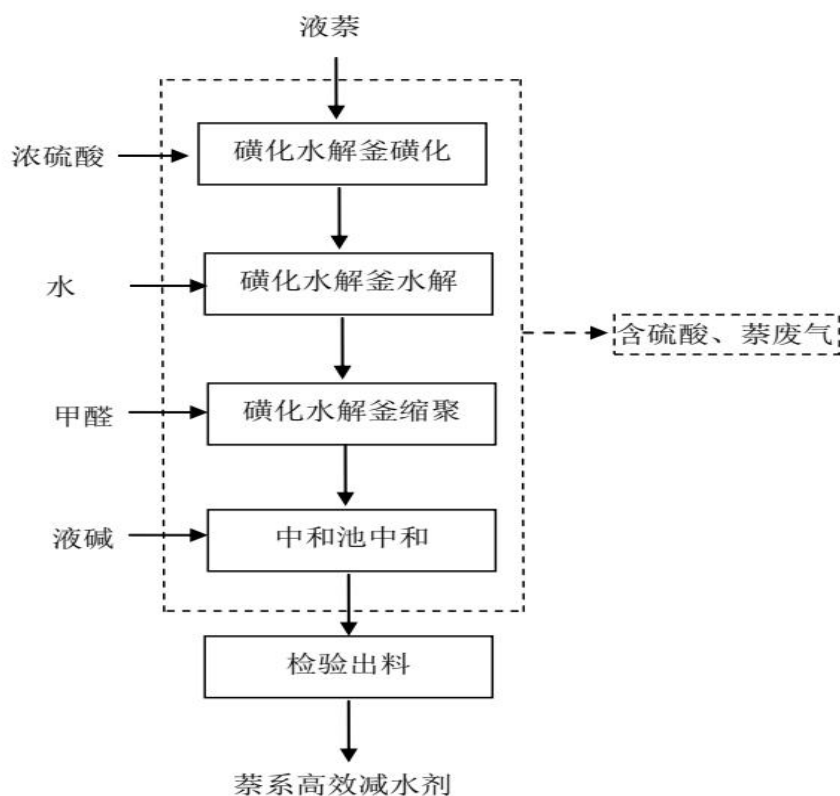 液萘
浓硫酸
磺化水解釜磺化
水
磺化水解釜水解
含硫酸、萘废气
甲醛
磺化水解釜缩聚
液碱
中和池中和
检验出料
萘系高效减水剂